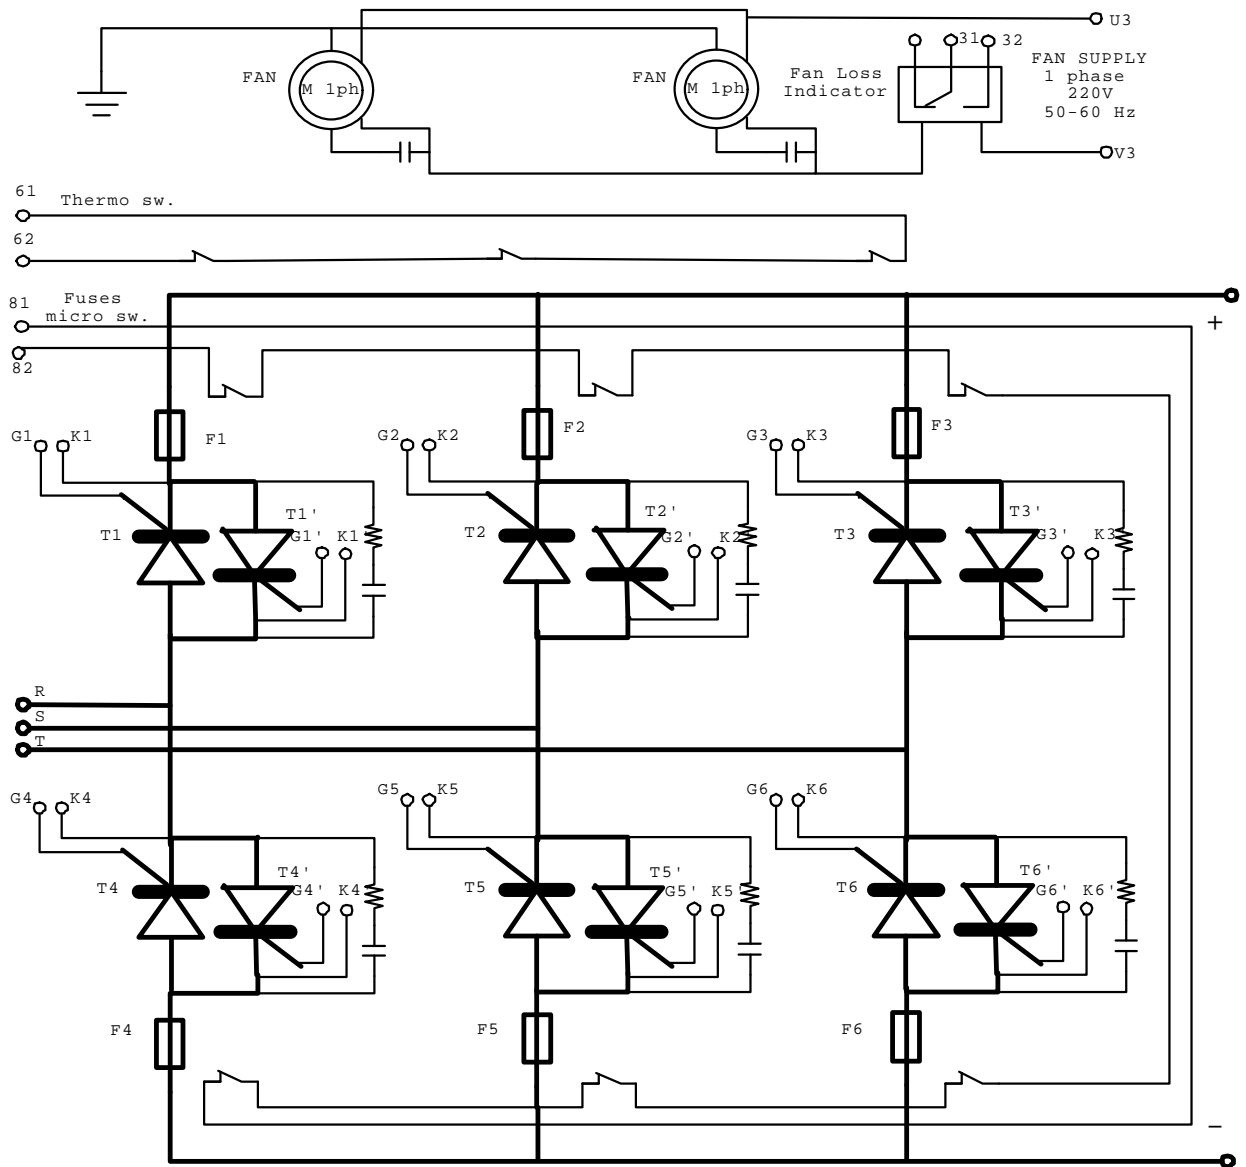 U3
31 32
FAN
M 1ph
FAN
M 1ph
Fan Loss
Indicator
FAN SUPPLY
1 phase
220V
50-60 Hz
V3
61
Thermo sw.
62
81
Fuses
micro sw.
82
+
G1 K1
F1
G2 K2
F2
G3 K3
F3
T1
T1'
G1' K1
T2
T2'
G2' K2
T3
T3'
G3' K3
R
S
T
G4 K4
G5 K5
G6 K6
T4
T4'
G4' K4
T5
T5'
G5' K5'
T6
T6'
G6' K6'
F4
F5
F6
-